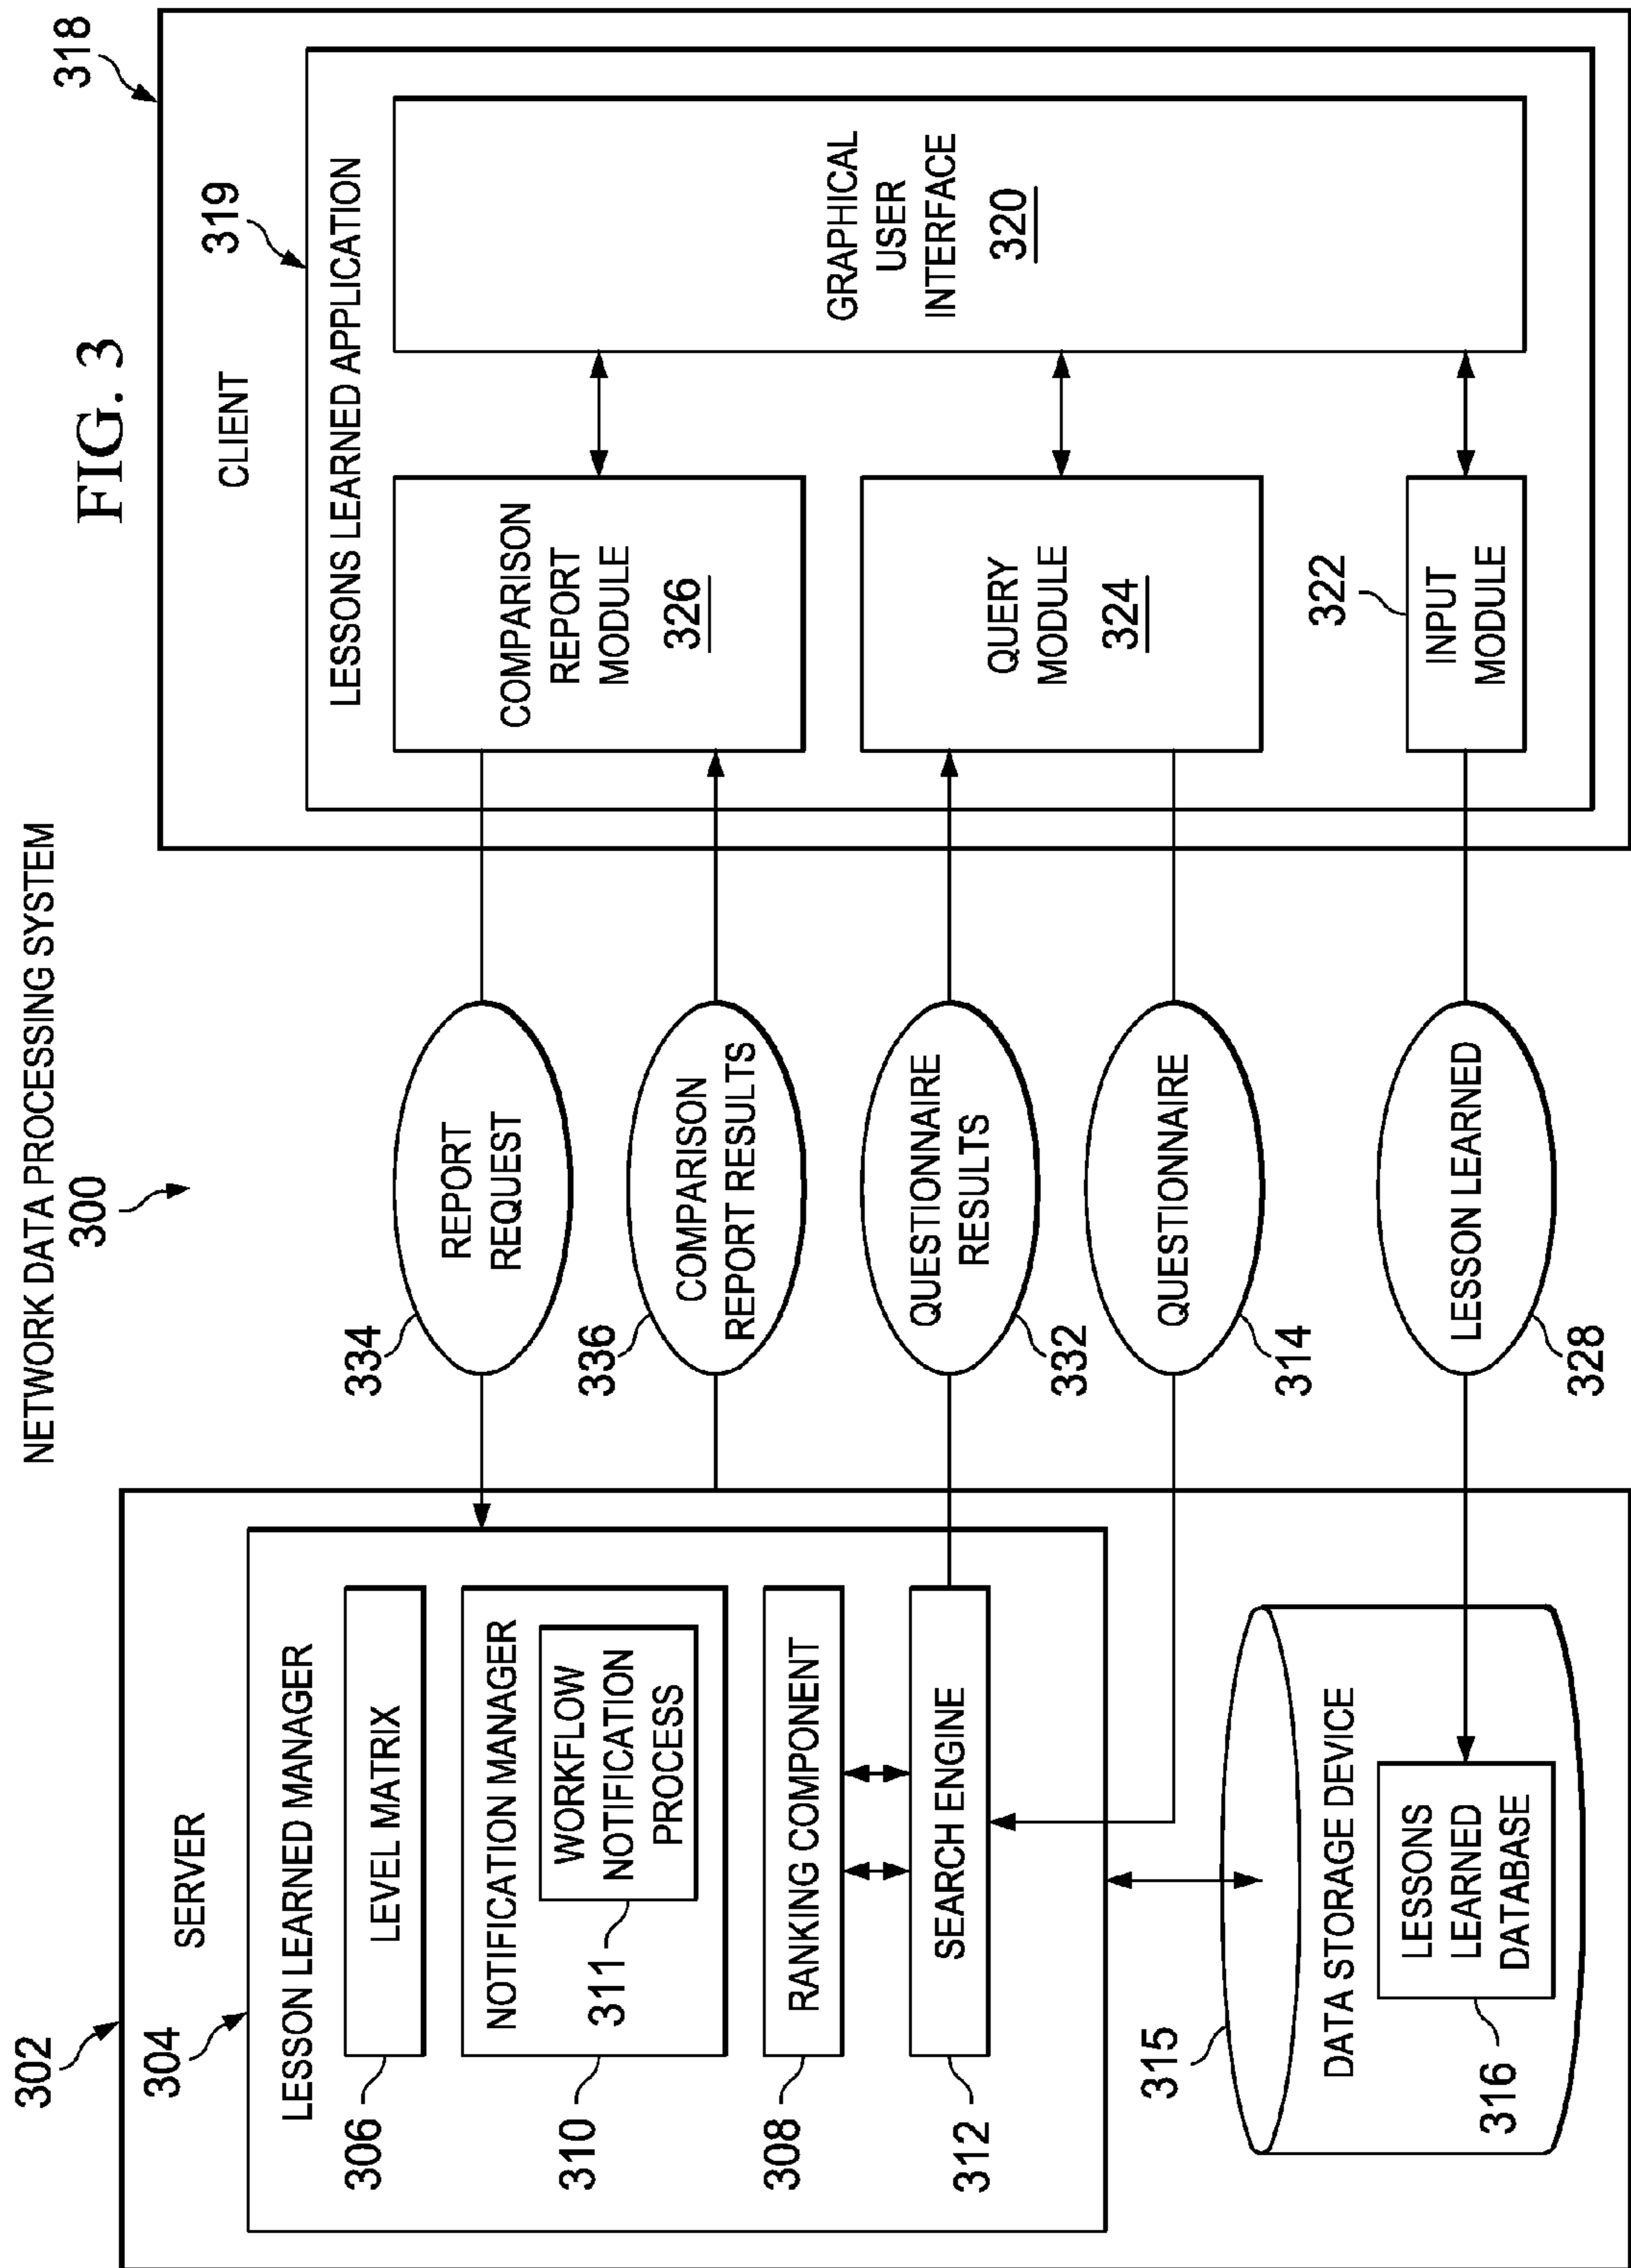 NETWORK DATA PROCESSING SYSTEM
300
FIG. 3
302
SERVER
304
LESSON LEARNED MANAGER
306
LEVEL MATRIX
310
NOTIFICATION MANAGER
311
WORKFLOW
NOTIFICATION
PROCESS
308
RANKING COMPONENT
312
SEARCH ENGINE
315
DATA STORAGE DEVICE
316
LESSONS
LEARNED
DATABASE
334
REPORT
REQUEST
336
COMPARISON
REPORT RESULTS
332
QUESTIONNAIRE
RESULTS
314
QUESTIONNAIRE
328
LESSON LEARNED
318
CLIENT
319
LESSONS LEARNED APPLICATION
COMPARISON
REPORT
MODULE
326
QUERY
MODULE
324
322
INPUT
MODULE
GRAPHICAL
USER
INTERFACE
320